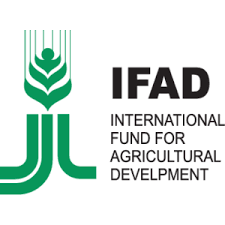 IFAD
INTERNATIONAL
FUND FOR
AGRICULTURAL
DEVELPMENT